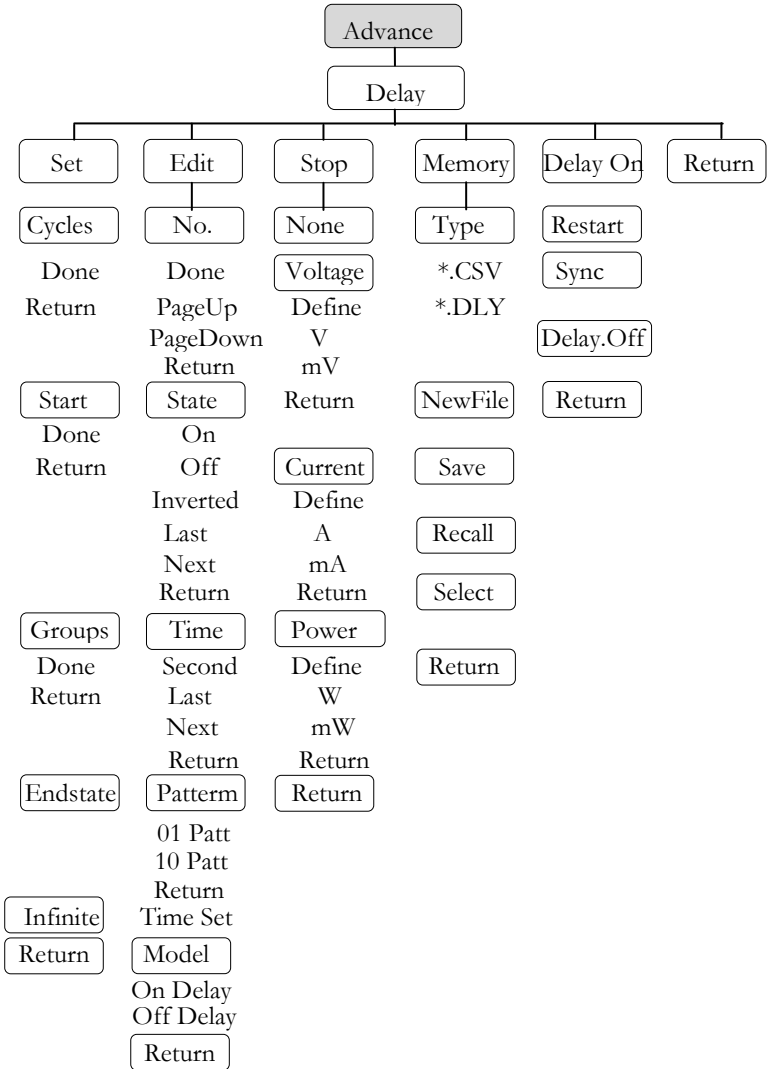 Advance
Delay
Set Edit Stop Memory Delay On Return
Cycles No. None Type Restart
Done Done Voltage *.CSV Sync
Return PageUp Define *.DLY
PageDown V Delay.Off
Return mV
Start State Return NewFile Return
Done On
Return Off Current Save
Inverted Define
Last A Recall
Next mA
Return Return Select
Groups Time Power
Done Second Define Return
Return Last W
Next mW
Return Return
Endstate Patterm Return
01 Patt
10 Patt
Return
Infinite Time Set
Return Model
On Delay
Off Delay
Return